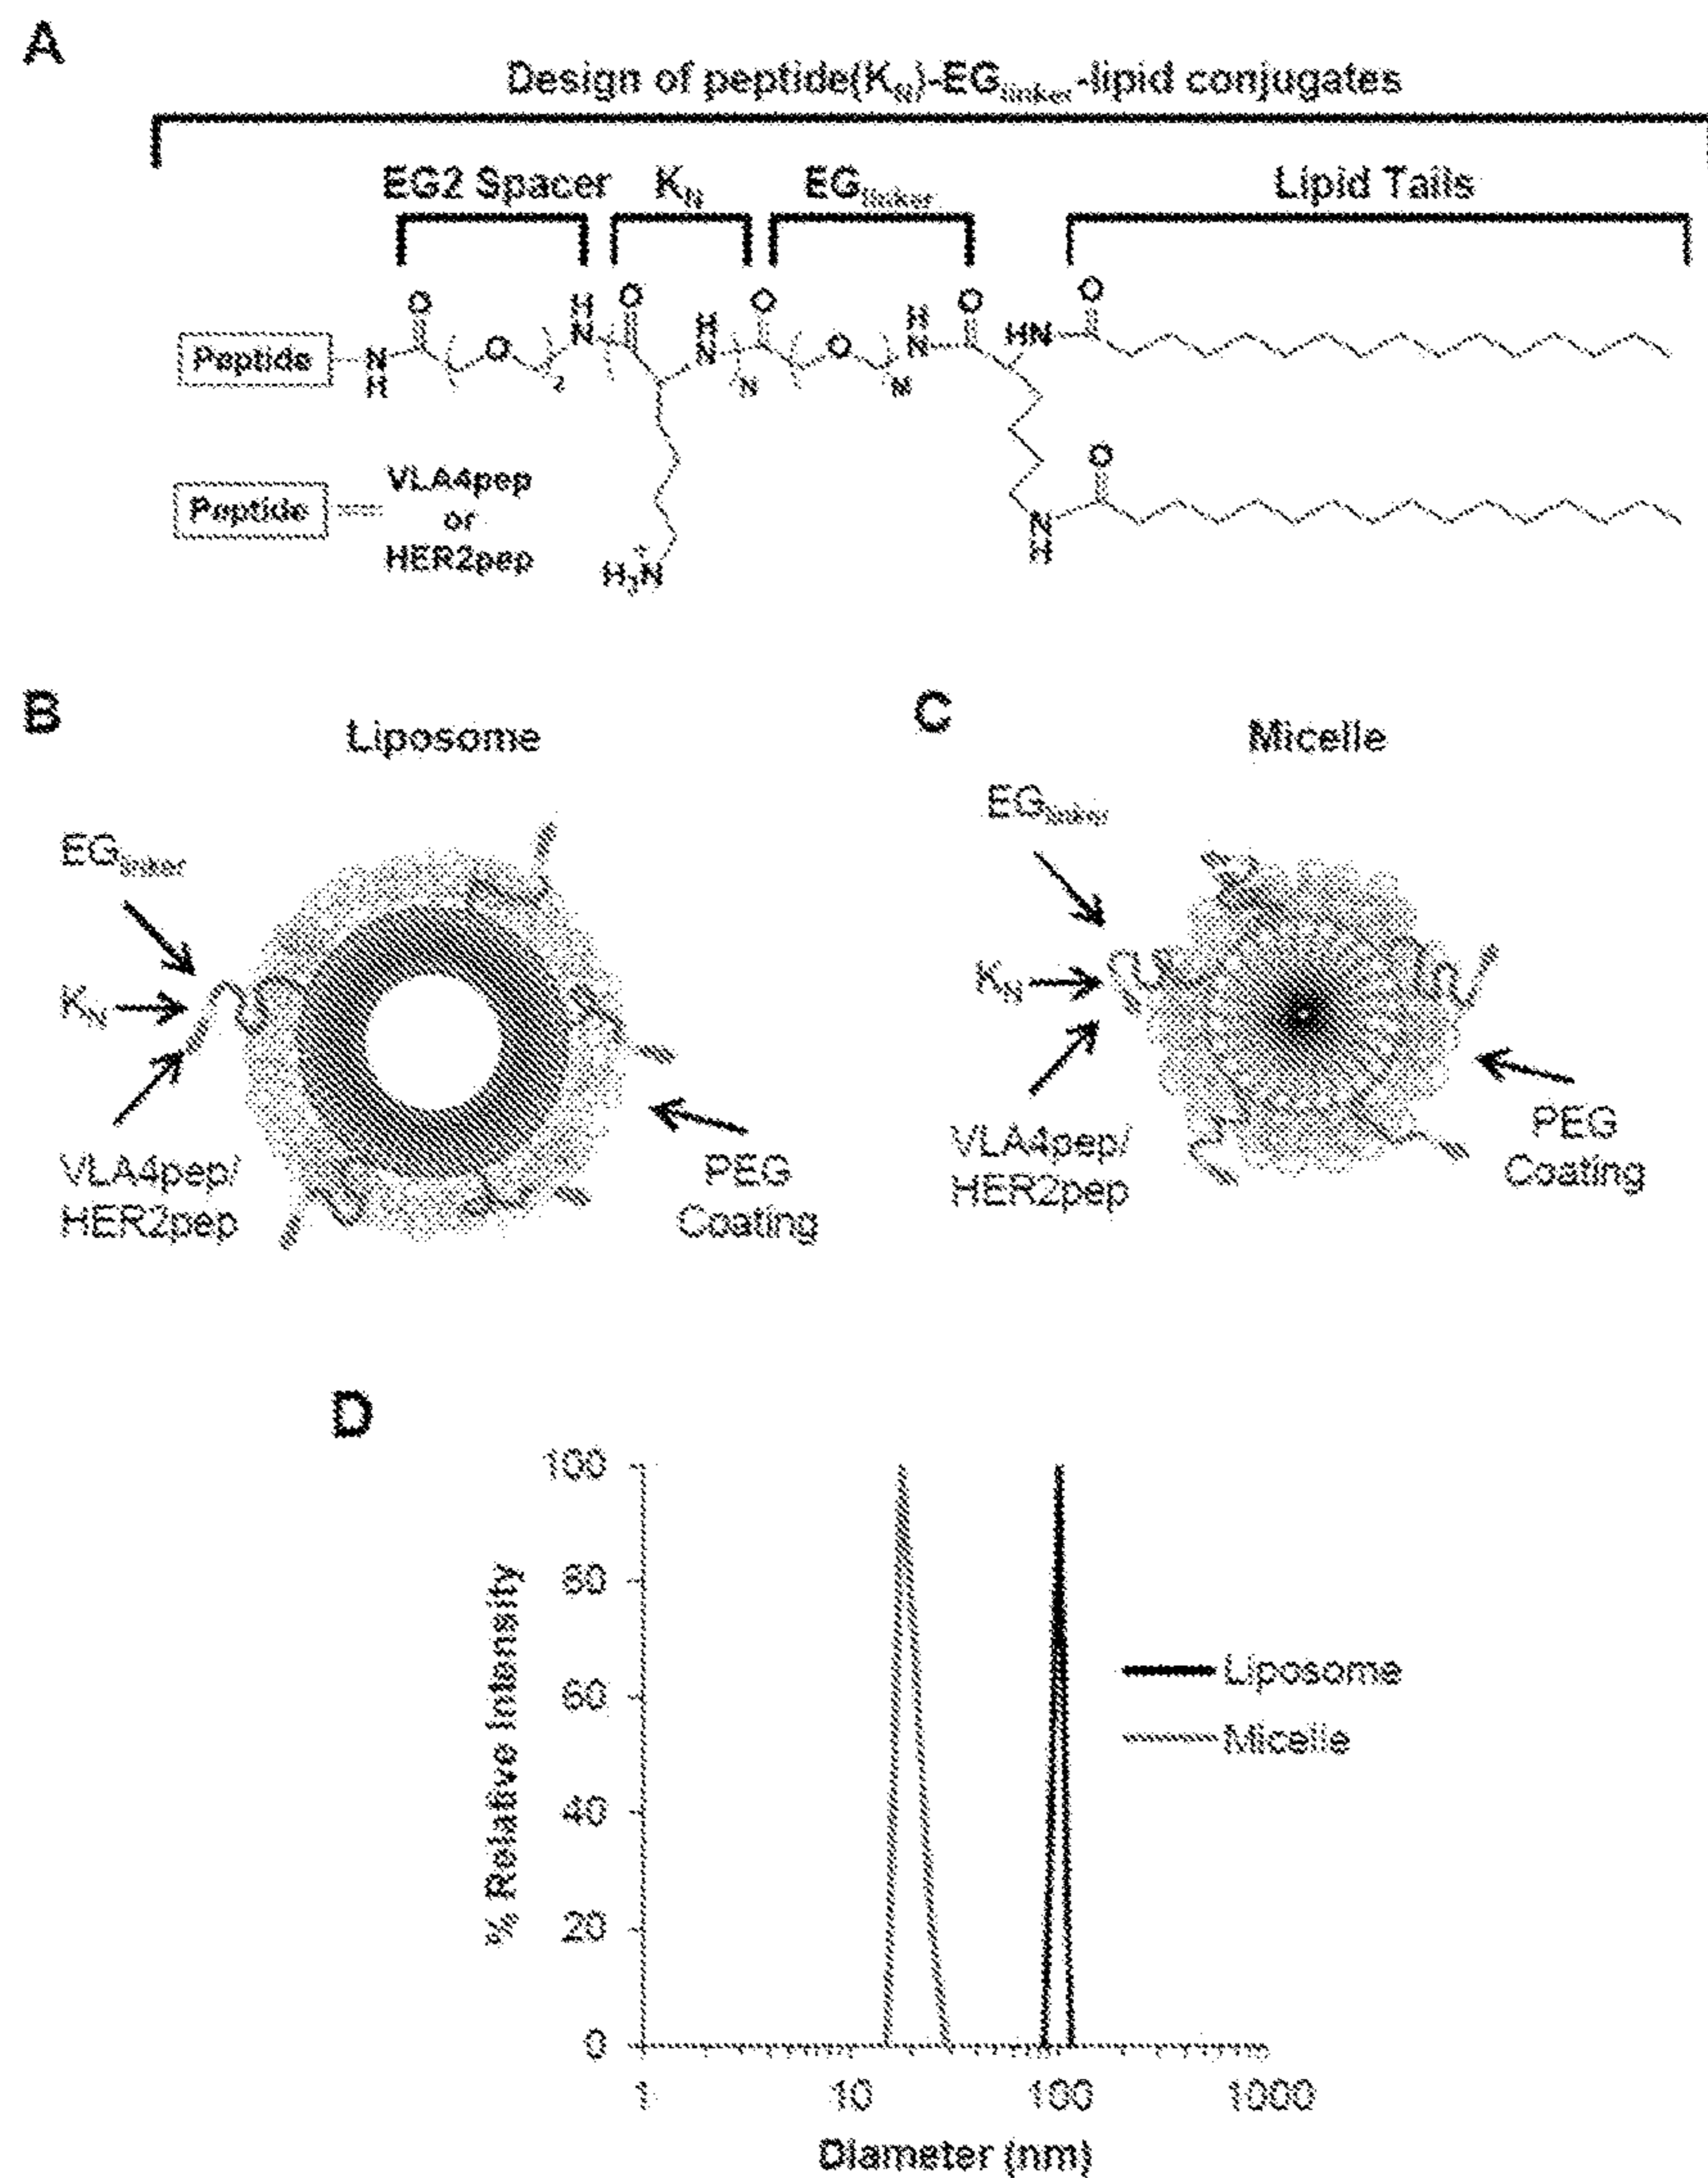 A
Design of peptide(KN)-EGlinker-lipid conjugates
EG2 Spacer KN EGlinker Lipid Tails
O H N O H N O O H N O HN O
Peptide N H 2 N N
O
Peptide VLA4pep
or
HER2pep
H3N+ N H
B Liposome
EGlinker
KN
VLA4pep/
HER2pep
PEG
Coating
C Micelle
EGlinker
KN
VLA4pep/
HER2pep
PEG
Coating
D
100
80
60
40
20
0
% Relative Intensity
Liposome
Micelle
1 10 100 1000
Diameter (nm)